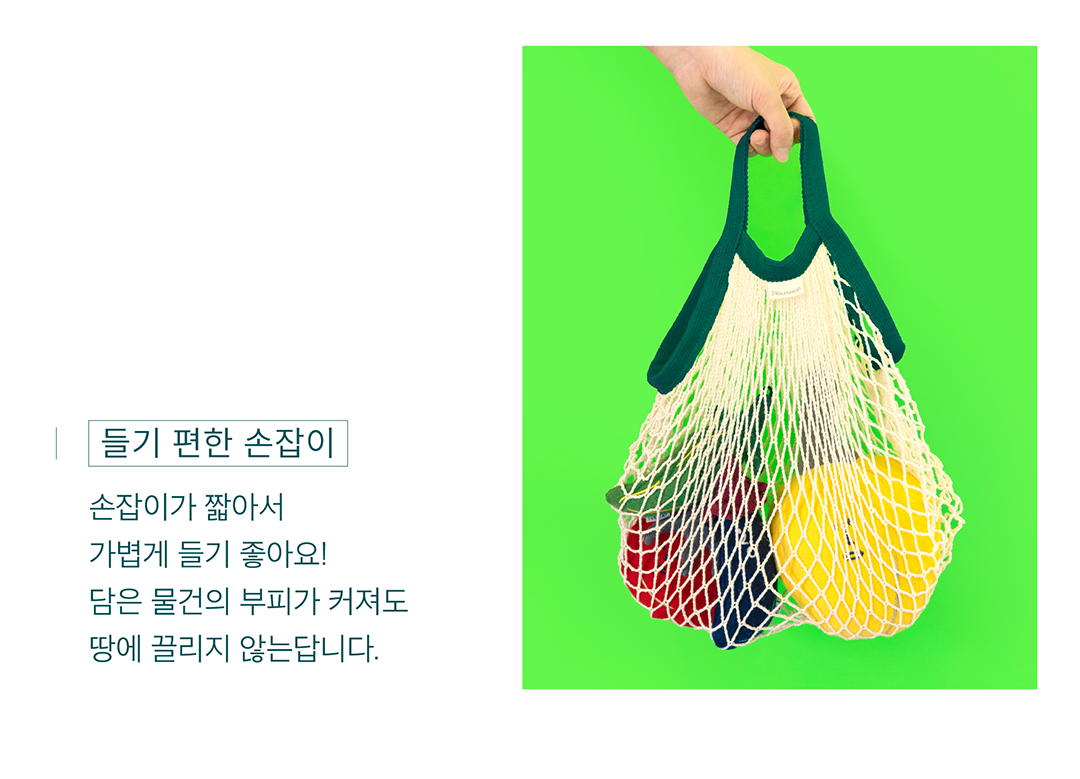 들기 편한 손잡이
손잡이가 짧아서
가볍게 들기 좋아요!
담은 물건의 부피가 커져도
땅에 끌리지 않는답니다.